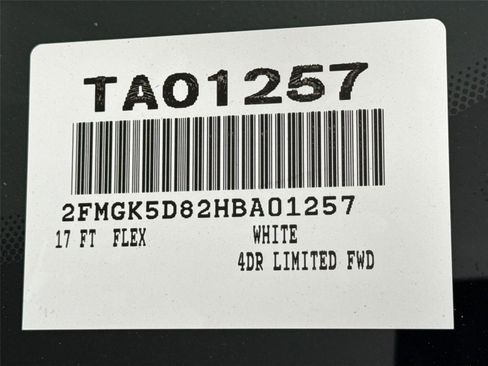 TA01257
2FMGK5D82HBA01257
17 FT FLEX WHITE
4DR LIMITED FWD